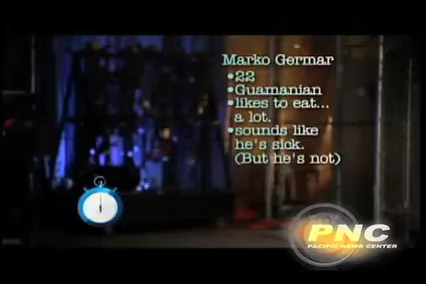 Marko Germar
•22
•Guamanian
•likes to eat...
a lot.
•sounds like
he's sick.
(But he's not)
PNC
PACIFIC NEWS CENTER